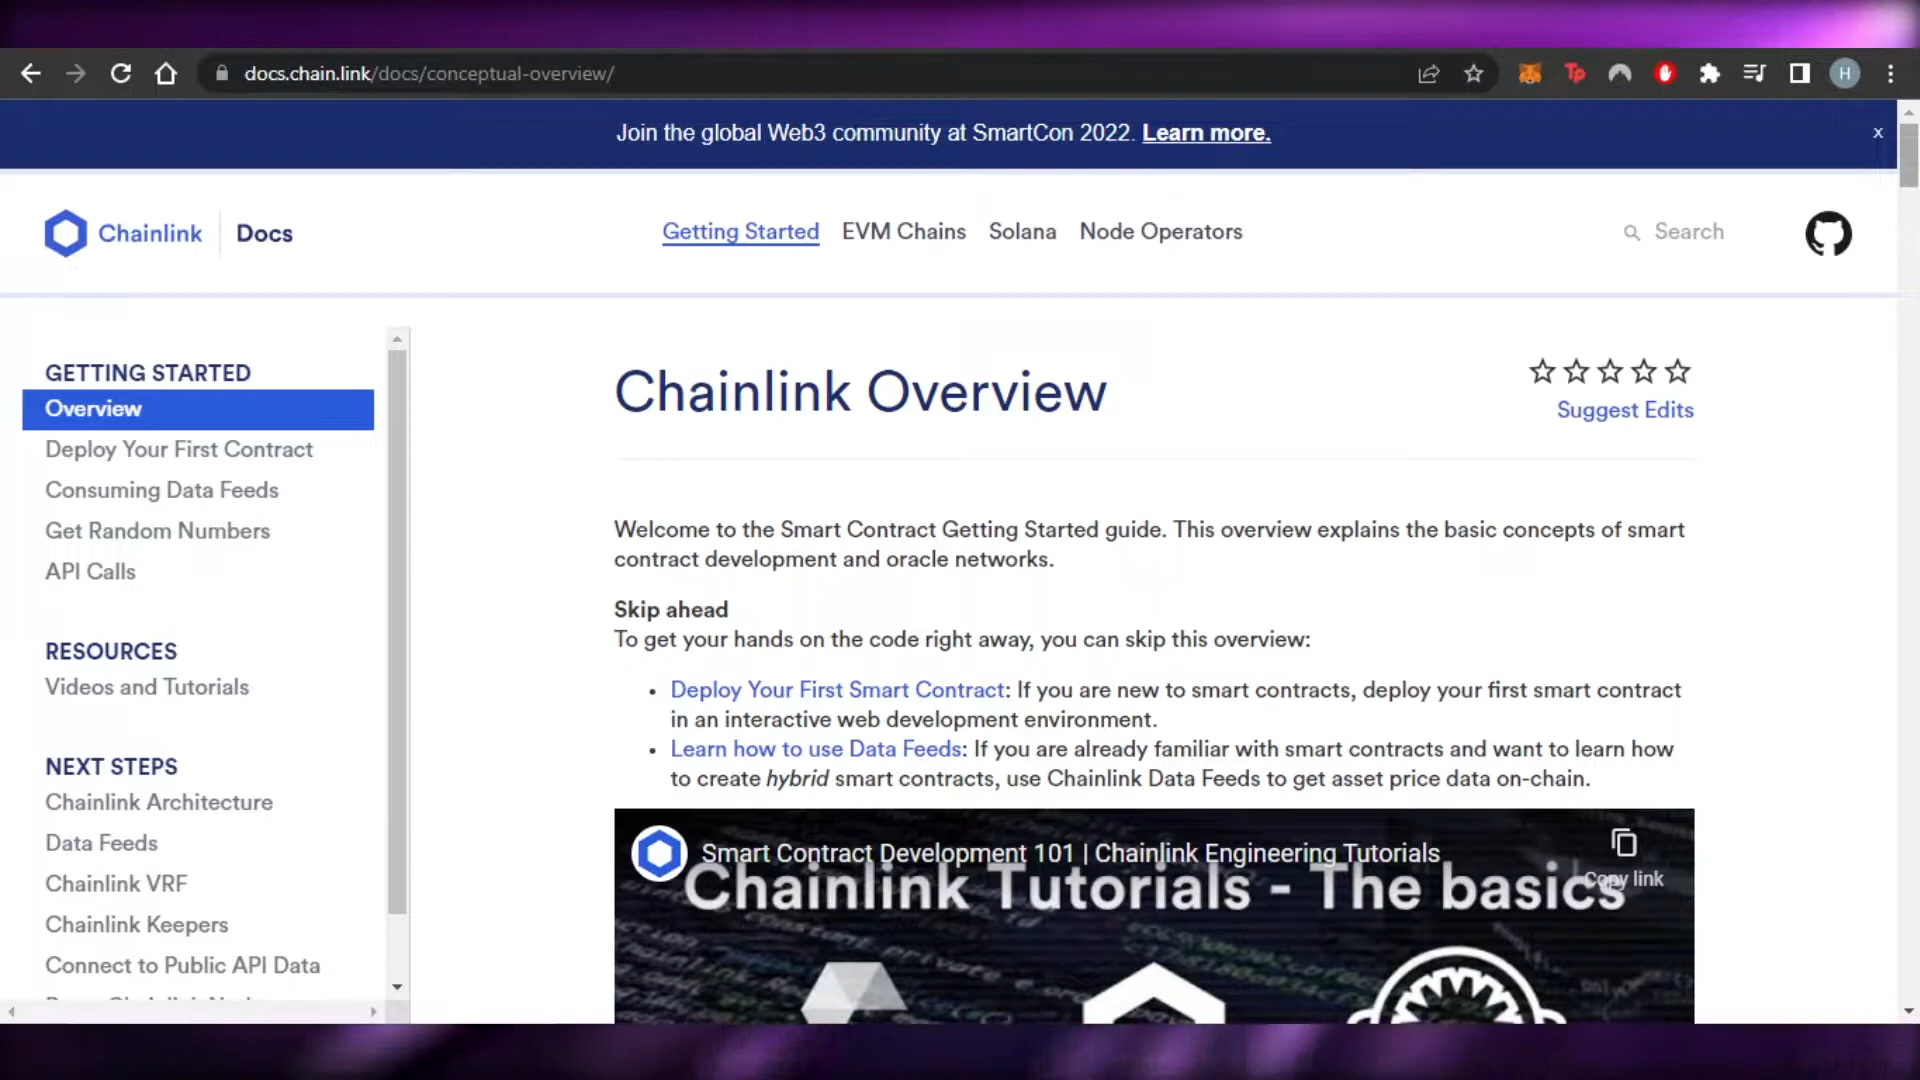 docs.chain.link/docs/conceptual-overview/
Tp
H
Join the global Web3 community at SmartCon 2022. Learn more.
x
Chainlink
Docs
Getting Started
EVM Chains
Solana
Node Operators
Search
GETTING STARTED
Overview
Deploy Your First Contract
Consuming Data Feeds
Get Random Numbers
API Calls
RESOURCES
Videos and Tutorials
NEXT STEPS
Chainlink Architecture
Data Feeds
Chainlink VRF
Chainlink Keepers
Connect to Public API Data
Chainlink Overview
Suggest Edits
Welcome to the Smart Contract Getting Started guide. This overview explains the basic concepts of smart
contract development and oracle networks.
Skip ahead
To get your hands on the code right away, you can skip this overview:
• Deploy Your First Smart Contract: If you are new to smart contracts, deploy your first smart contract
in an interactive web development environment.
• Learn how to use Data Feeds: If you are already familiar with smart contracts and want to learn how
to create hybrid smart contracts, use Chainlink Data Feeds to get asset price data on-chain.
Smart Contract Development 101 | Chainlink Engineering Tutorials
Copy link
Chainlink Tutorials - The basics